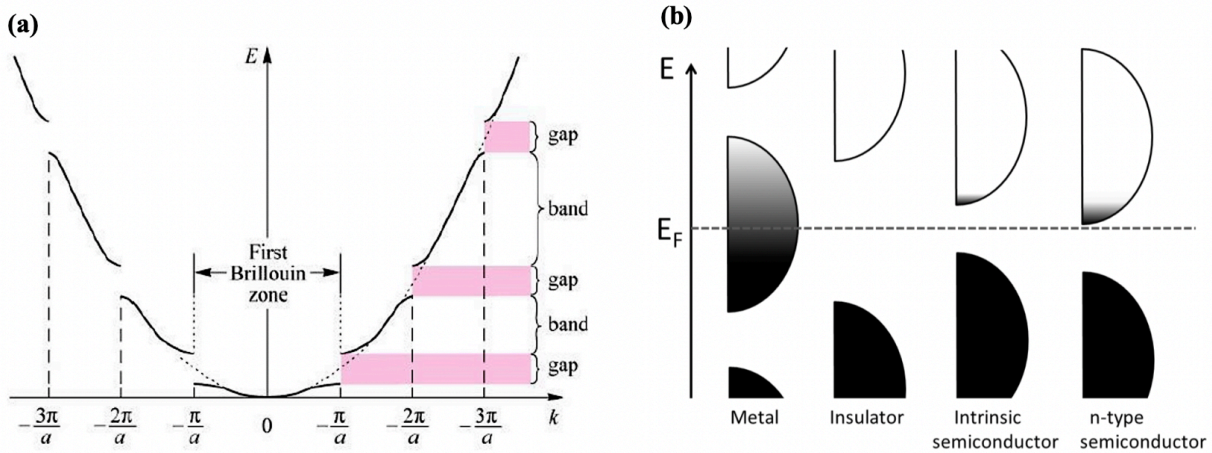 (a)
E
gap
band
gap
band
gap
First
Brillouin
zone
-3π/a -2π/a -π/a 0 -π/a -2π/a -3π/a k
(b)
E
E_F
Metal Insulator Intrinsic semiconductor n-type semiconductor